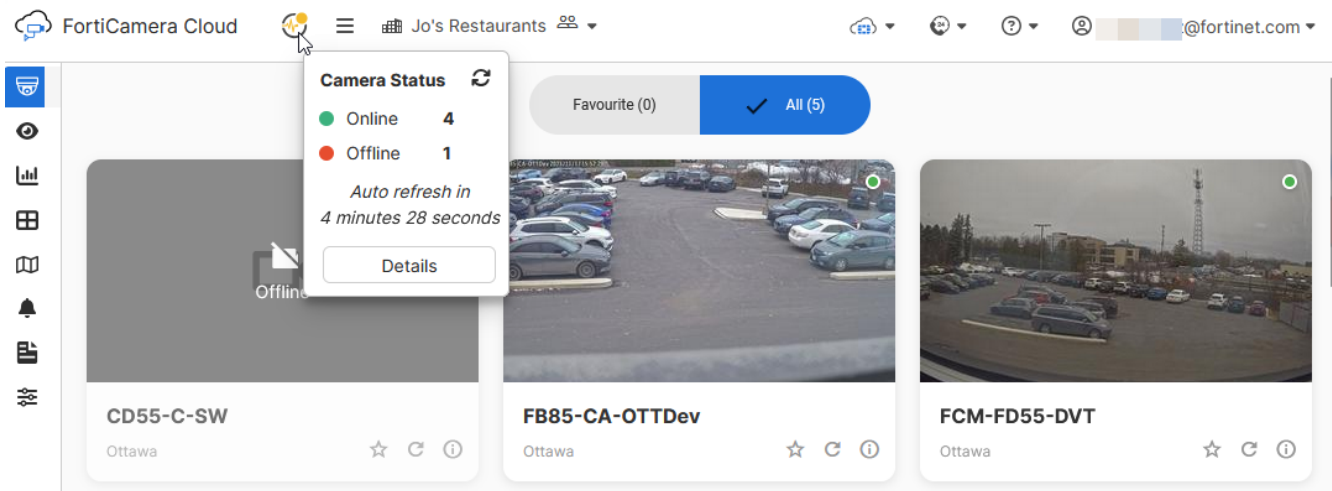 FortiCamera Cloud
Jo's Restaurants
24
@fortinet.com
Camera Status
Online 4
Offline 1
Auto refresh in
4 minutes 28 seconds
Details
Favourite (0)
All (5)
Offline
CD55-C-SW
Ottawa
FB85-CA-OTTDev
Ottawa
FCM-FD55-DVT
Ottawa